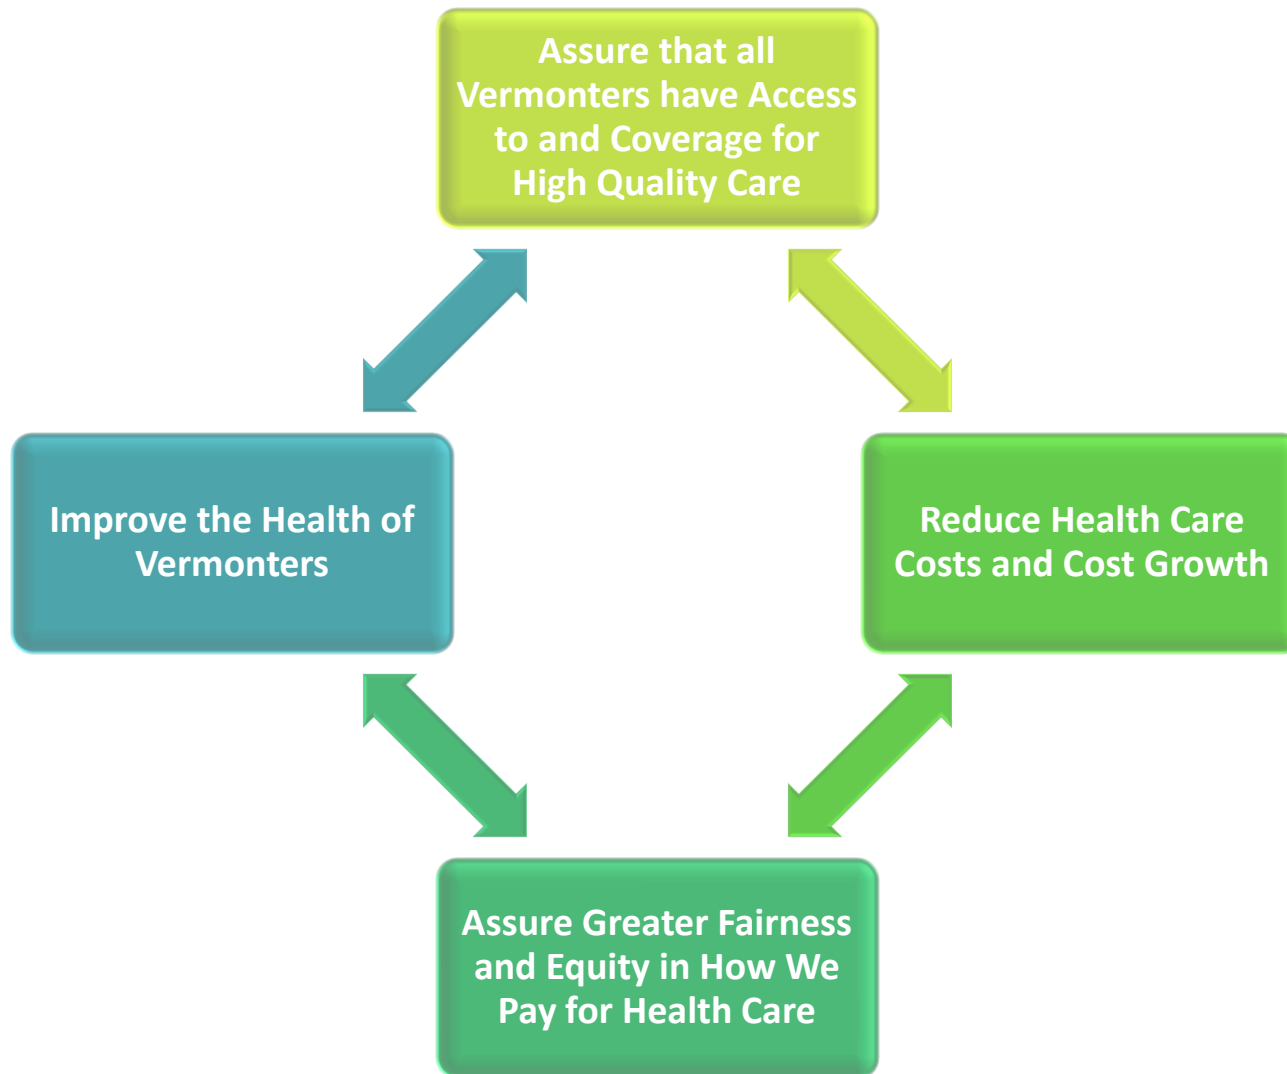 Assure that all
Vermonters have Access
to and Coverage for
High Quality Care
Improve the Health of
Vermonters
Reduce Health Care
Costs and Cost Growth
Assure Greater Fairness
and Equity in How We
Pay for Health Care